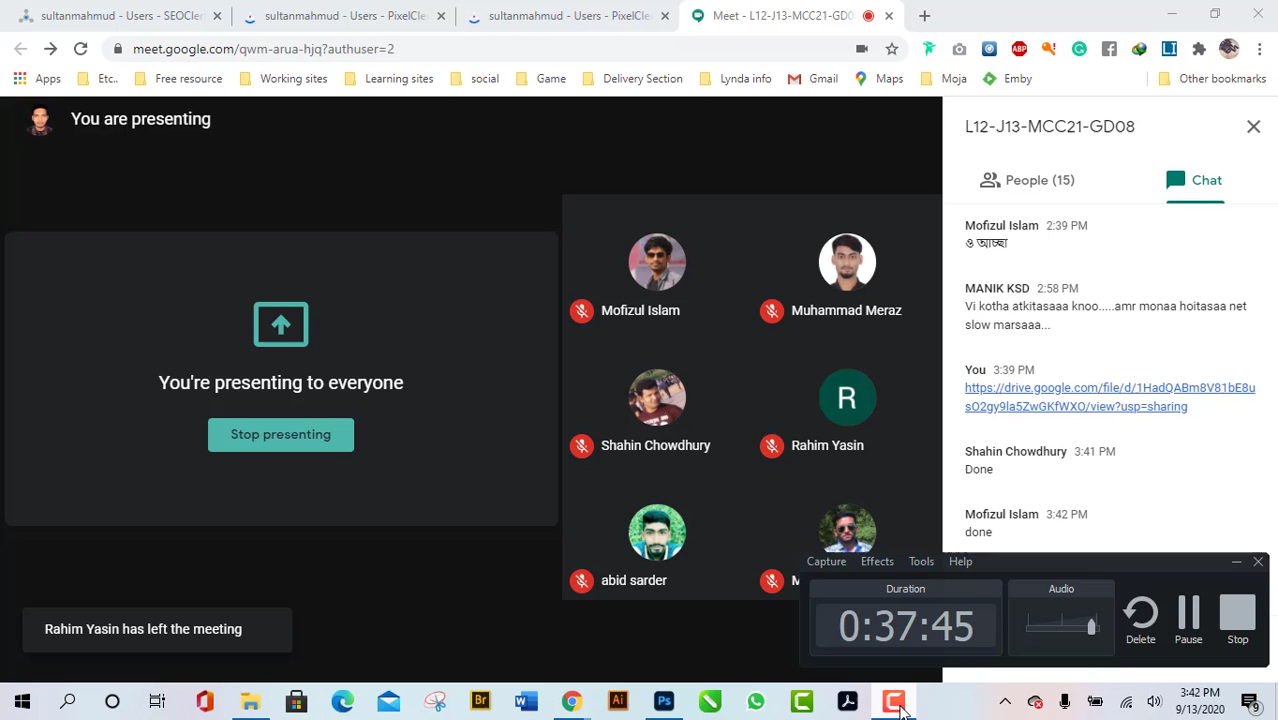 sultanmahmud - Users - SEOClem
sultanmahmud - Users - PixelCle
sultanmahmud - Users - PixelCle
Meet - L12-J13-MCC21-GD0
meet.google.com/qwm-arua-hjq?authuser=2
Apps
Etc..
Free resource
Working sites
Learning sites
social
Game
Delivery Section
Lynda info
Gmail
Maps
Moja
Emby
Other bookmarks
You are presenting
You're presenting to everyone
Stop presenting
Rahim Yasin has left the meeting
Mofizul Islam
Muhammad Meraz
Shahin Chowdhury
R
Rahim Yasin
abid sarder
M
L12-J13-MCC21-GD08
People (15)
Chat
Mofizul Islam 2:39 PM
ও আচ্ছা
MANIK KSD 2:58 PM
Vi kotha atkitasaaa knoo.....amr monaa hoitasaa net
slow marsaaa...
You 3:39 PM
https://drive.google.com/file/d/1HadQABm8V81bE8u
sO2gy9la5ZwGKfWXO/view?usp=sharing
Shahin Chowdhury 3:41 PM
Done
Mofizul Islam 3:42 PM
done
Capture Effects Tools Help
Duration
0:37:45
Audio
Delete
Pause
Stop
3:42 PM
9/13/2020
9